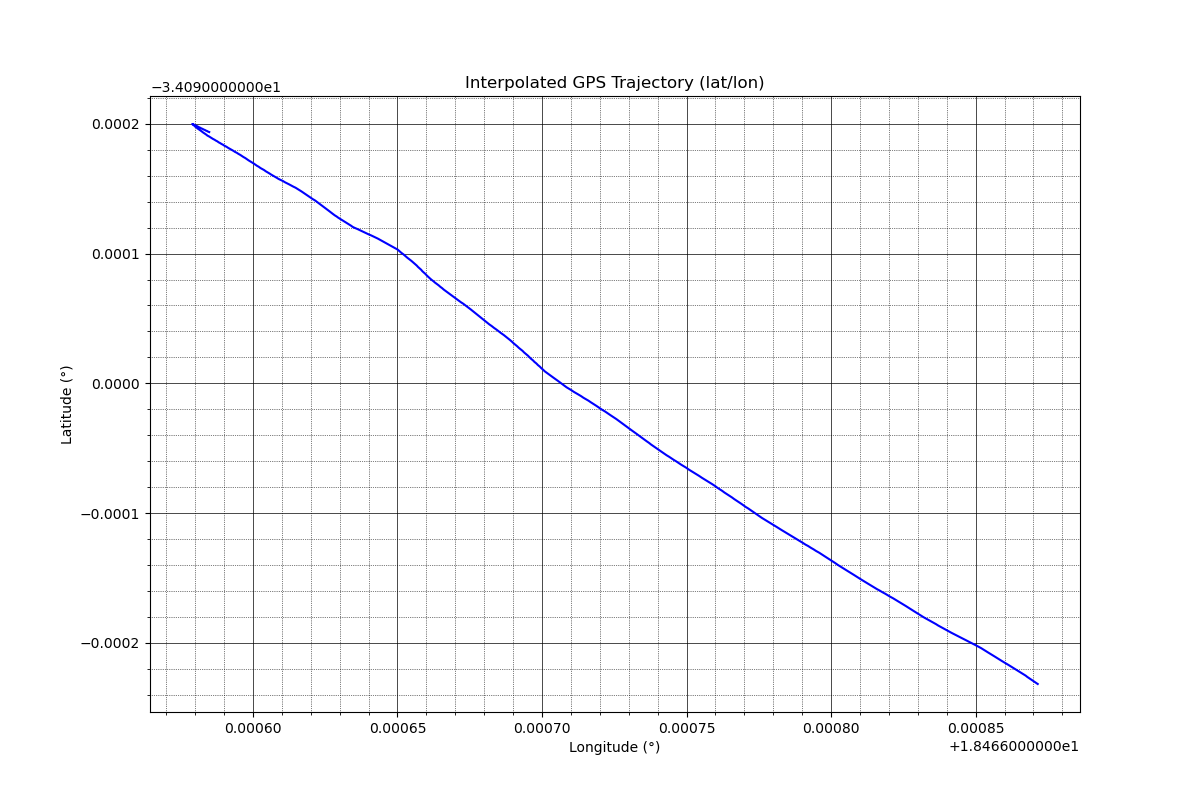 Interpolated GPS Trajectory (lat/lon)
−3.4090000000e1
0.0002
0.0001
0.0000
−0.0001
−0.0002
Latitude (°)
0.00060 0.00065 0.00070 0.00075 0.00080 0.00085
Longitude (°)
+1.8466000000e1